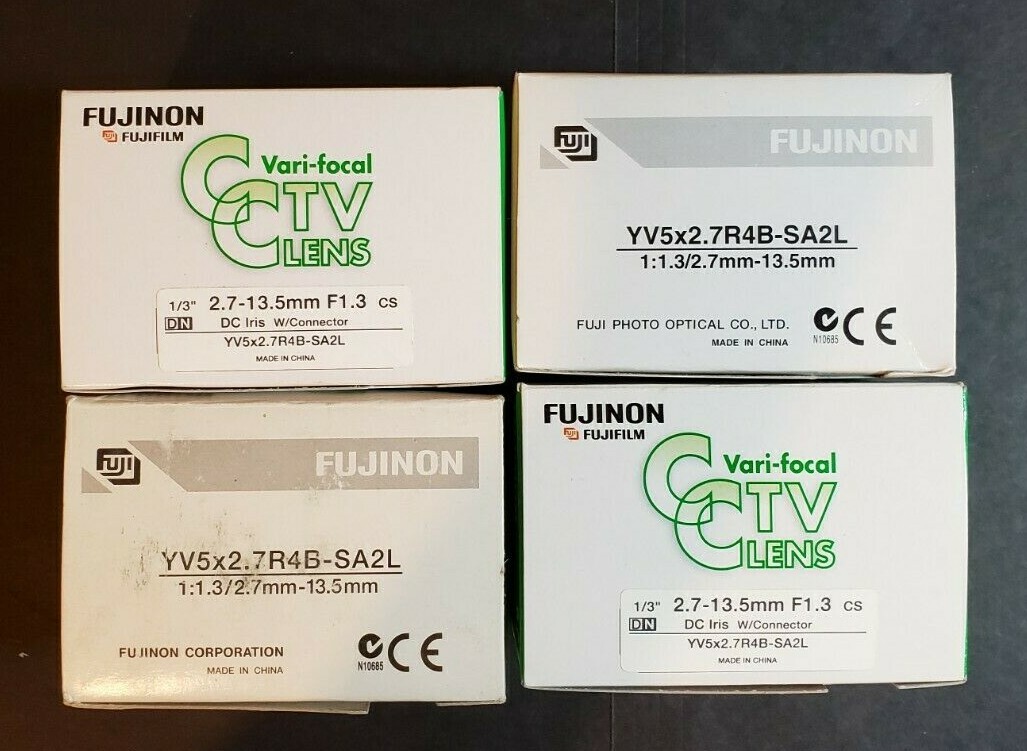 FUJINON
FUJI FUJIFILM
Vari-focal
CCTV
LENS
1/3" 2.7-13.5mm F1.3 CS
DN DC Iris W/Connector
YV5x2.7R4B-SA2L
MADE IN CHINA
FUJI FUJINON
YV5x2.7R4B-SA2L
1:1.3/2.7mm-13.5mm
FUJI PHOTO OPTICAL CO., LTD.
N10685 CE
MADE IN CHINA
FUJI FUJINON
YV5x2.7R4B-SA2L
1:1.3/2.7mm-13.5mm
FUJINON CORPORATION
N10685 CE
MADE IN CHINA
FUJINON
FUJI FUJIFILM
Vari-focal
CCTV
LENS
1/3" 2.7-13.5mm F1.3 CS
DN DC Iris W/Connector
YV5x2.7R4B-SA2L
MADE IN CHINA